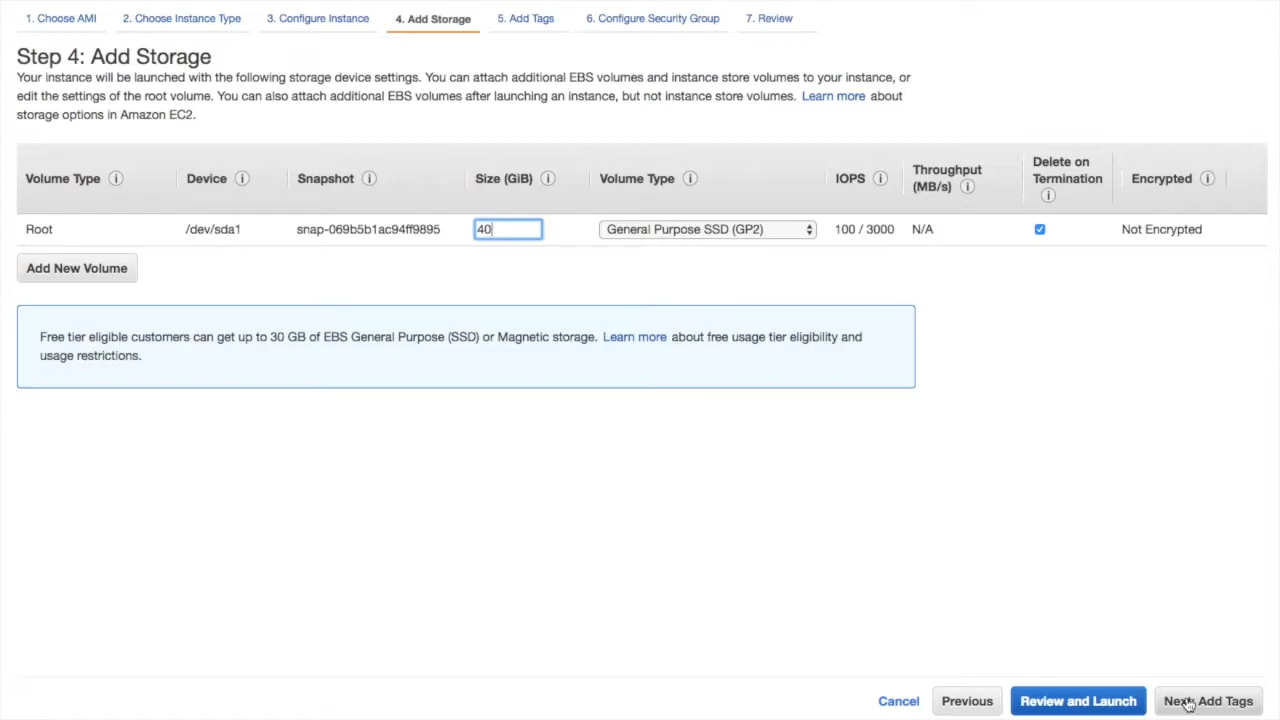 1. Choose AMI 2. Choose Instance Type 3. Configure Instance 4. Add Storage 5. Add Tags 6. Configure Security Group 7. Review
Step 4: Add Storage
Your instance will be launched with the following storage device settings. You can attach additional EBS volumes and instance store volumes to your instance, or
edit the settings of the root volume. You can also attach additional EBS volumes after launching an instance, but not instance store volumes. Learn more about
storage options in Amazon EC2.
Volume Type Device Snapshot Size (GiB) Volume Type IOPS Throughput (MB/s) Delete on Termination Encrypted
Root /dev/sda1 snap-069b5b1ac94ff9895 40 General Purpose SSD (GP2) 100 / 3000 N/A Not Encrypted
Add New Volume
Free tier eligible customers can get up to 30 GB of EBS General Purpose (SSD) or Magnetic storage. Learn more about free usage tier eligibility and
usage restrictions.
Cancel Previous Review and Launch Next: Add Tags